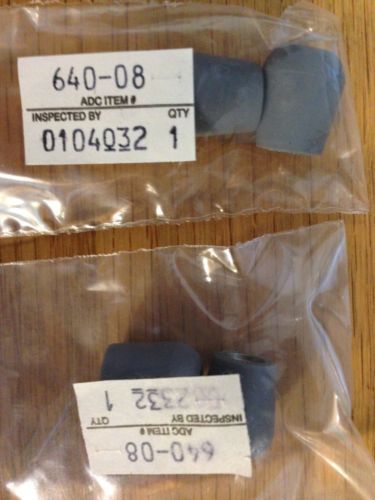 640-08
ADC ITEM #
INSPECTED BY QTY
0104032 1
640-08
ADC ITEM #
INSPECTED BY QTY
1